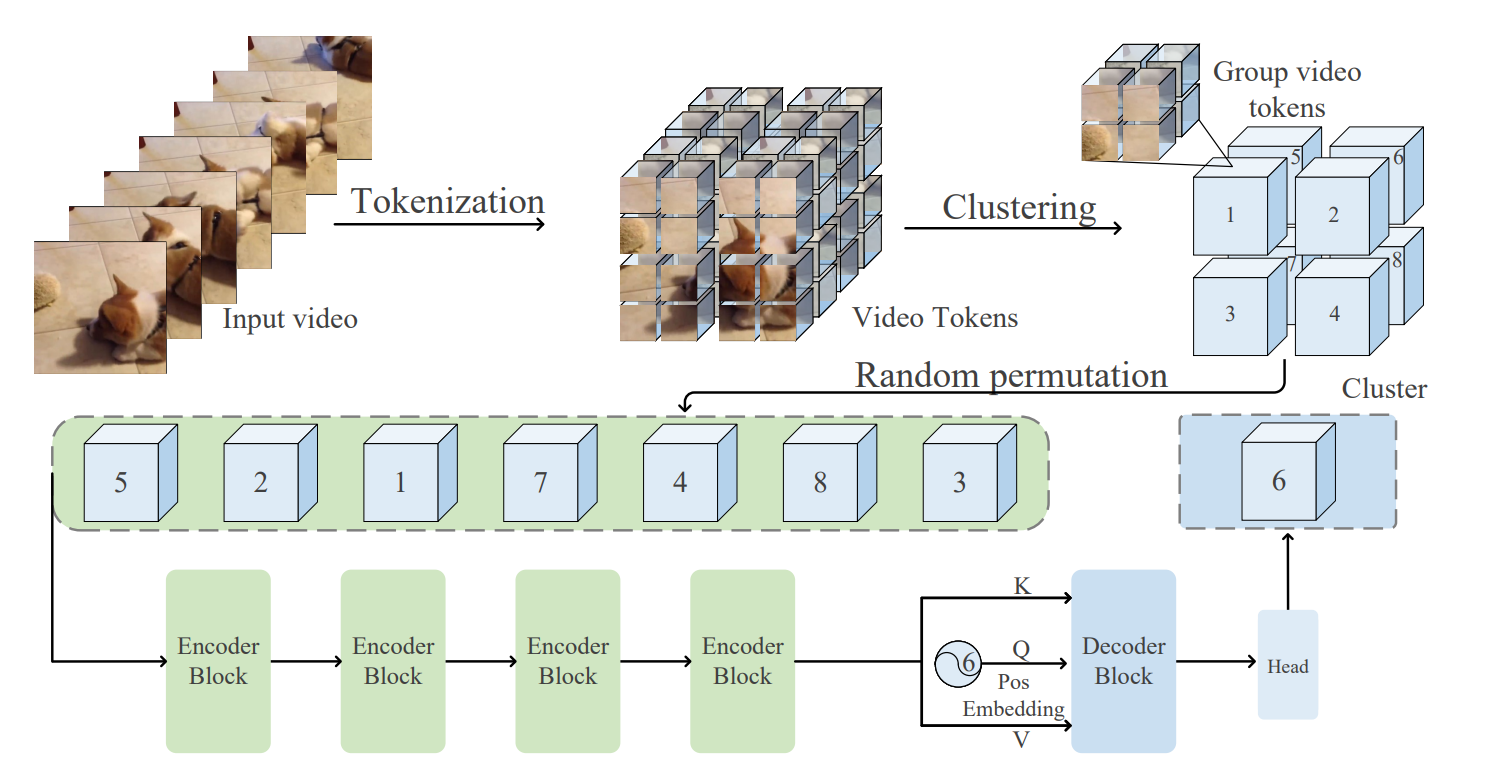 Group video
tokens
Tokenization
Clustering
Input video
Video Tokens
5
6
1
2
7
8
3
4
Random permutation
Cluster
5
2
1
7
4
8
3
6
Encoder
Block
Encoder
Block
Encoder
Block
Encoder
Block
K
6
Q
Pos
Embedding
V
Decoder
Block
Head